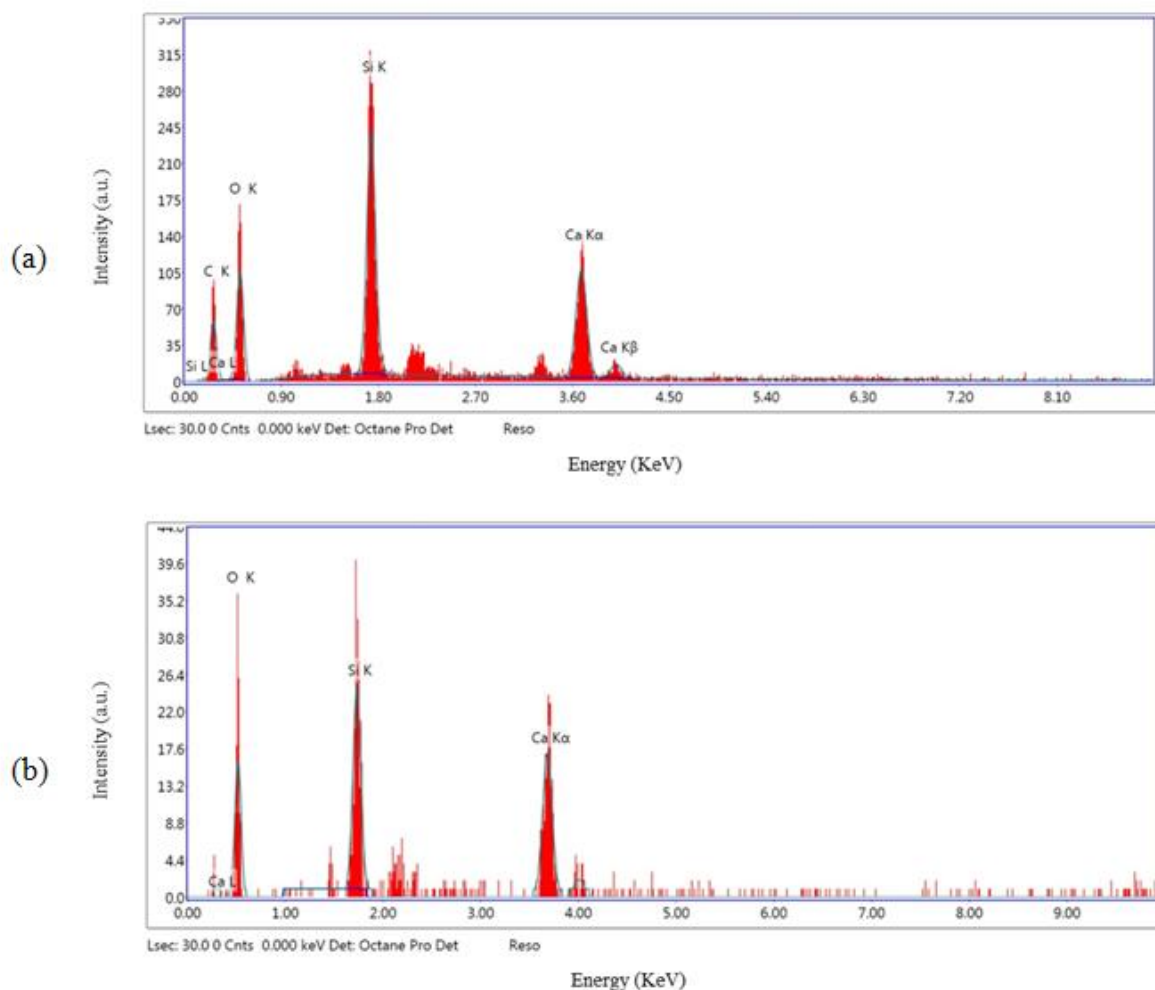 (a)
Intensity (a.u.)
350
315
280
245
210
175
140
105
70
35
0
Si K
O K
C K
Ca Kα
Ca Kβ
Si L
Ca L
0.00 0.90 1.80 2.70 3.60 4.50 5.40 6.30 7.20 8.10
Lsec: 30.0 0 Cnts 0.000 keV Det: Octane Pro Det Reso
Energy (KeV)
(b)
Intensity (a.u.)
44.0
39.6
35.2
30.8
26.4
22.0
17.6
13.2
8.8
4.4
0.0
O K
Si K
Ca Kα
Ca L
0.00 1.00 2.00 3.00 4.00 5.00 6.00 7.00 8.00 9.00
Lsec: 30.0 0 Cnts 0.000 keV Det: Octane Pro Det Reso
Energy (KeV)